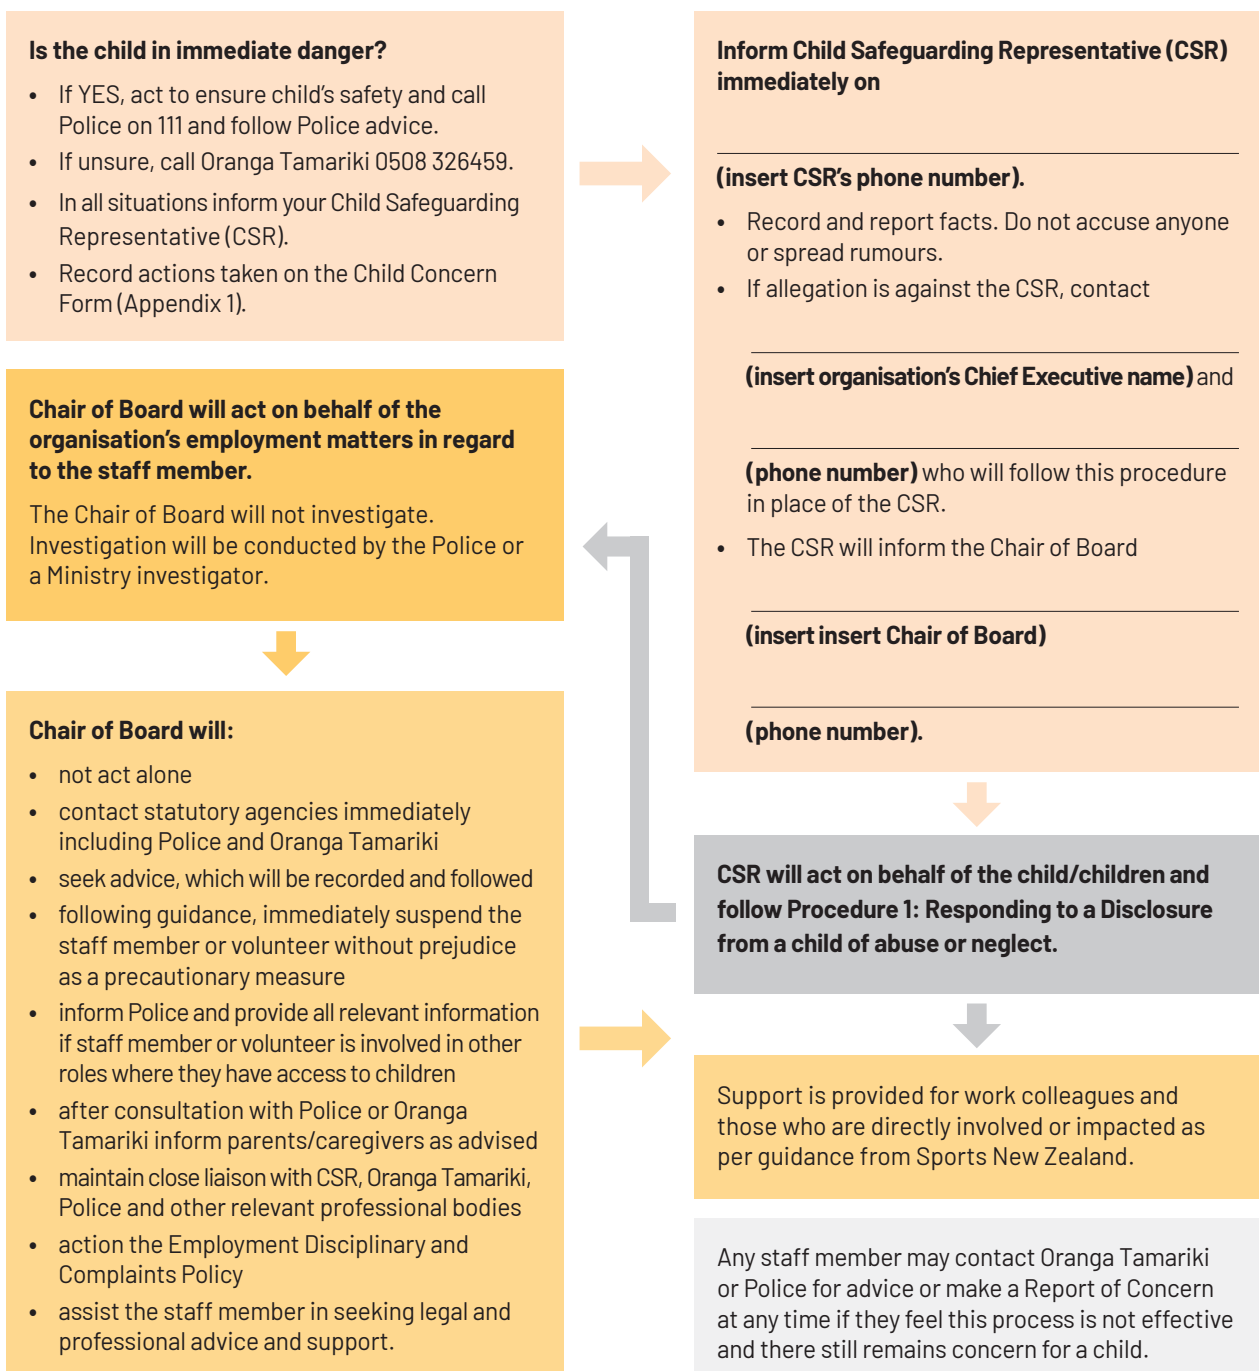 Is the child in immediate danger?
• If YES, act to ensure child's safety and call
Police on 111 and follow Police advice.
• If unsure, call Oranga Tamariki 0508 326459.
• In all situations inform your Child Safeguarding
Representative (CSR).
• Record actions taken on the Child Concern
Form (Appendix 1).
Inform Child Safeguarding Representative (CSR)
immediately on
(insert CSR's phone number).
• Record and report facts. Do not accuse anyone
or spread rumours.
• If allegation is against the CSR, contact
(insert organisation's Chief Executive name) and
(phone number) who will follow this procedure
in place of the CSR.
• The CSR will inform the Chair of Board
(insert insert Chair of Board)
(phone number).
CSR will act on behalf of the child/children and
follow Procedure 1: Responding to a Disclosure
from a child of abuse or neglect.
Chair of Board will act on behalf of the
organisation's employment matters in regard
to the staff member.
The Chair of Board will not investigate.
Investigation will be conducted by the Police or
a Ministry investigator.
Chair of Board will:
• not act alone
• contact statutory agencies immediately
including Police and Oranga Tamariki
• seek advice, which will be recorded and followed
• following guidance, immediately suspend the
staff member or volunteer without prejudice
as a precautionary measure
• inform Police and provide all relevant information
if staff member or volunteer is involved in other
roles where they have access to children
• after consultation with Police or Oranga
Tamariki inform parents/caregivers as advised
• maintain close liaison with CSR, Oranga Tamariki,
Police and other relevant professional bodies
• action the Employment Disciplinary and
Complaints Policy
• assist the staff member in seeking legal and
professional advice and support.
Support is provided for work colleagues and
those who are directly involved or impacted as
per guidance from Sports New Zealand.
Any staff member may contact Oranga Tamariki
or Police for advice or make a Report of Concern
at any time if they feel this process is not effective
and there still remains concern for a child.